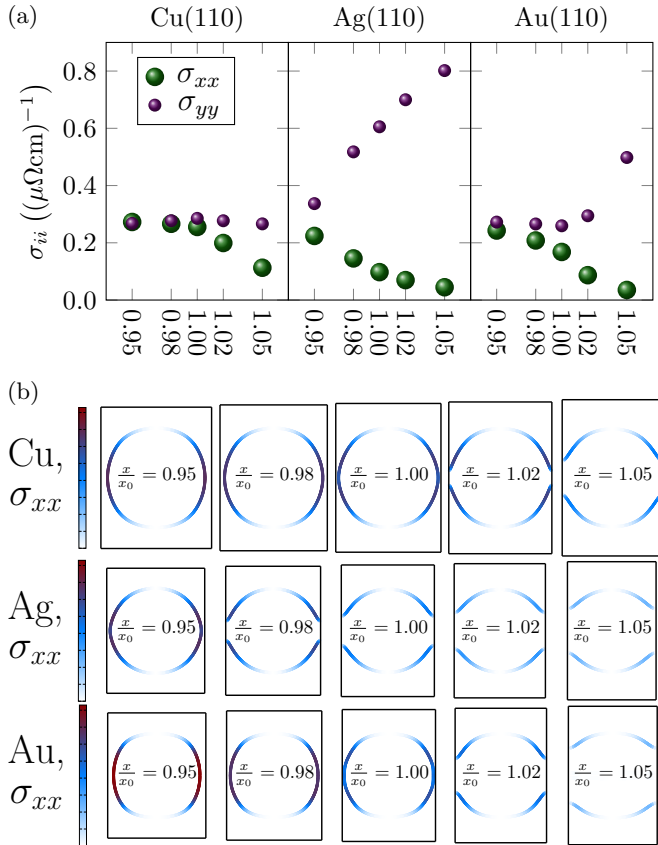 (a)
Cu(110) Ag(110) Au(110)
σxx
σyy
σii ((μΩcm)⁻¹)
0.8
0.6
0.4
0.2
0.0
0.95 0.98 1.00 1.02 1.05 0.95 0.98 1.00 1.02 1.05 0.95 0.98 1.00 1.02 1.05
(b)
Cu, σxx
x/x0 = 0.95 x/x0 = 0.98 x/x0 = 1.00 x/x0 = 1.02 x/x0 = 1.05
Ag, σxx
x/x0 = 0.95 x/x0 = 0.98 x/x0 = 1.00 x/x0 = 1.02 x/x0 = 1.05
Au, σxx
x/x0 = 0.95 x/x0 = 0.98 x/x0 = 1.00 x/x0 = 1.02 x/x0 = 1.05